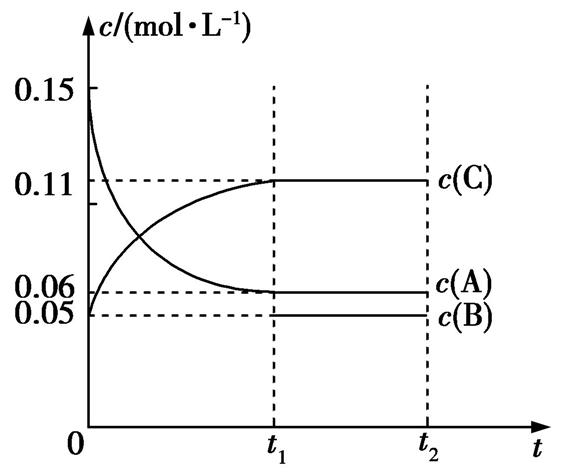 c/(mol·L⁻¹)
0.15
0.11
c(C)
0.06
c(A)
0.05
c(B)
0
t₁
t₂
t